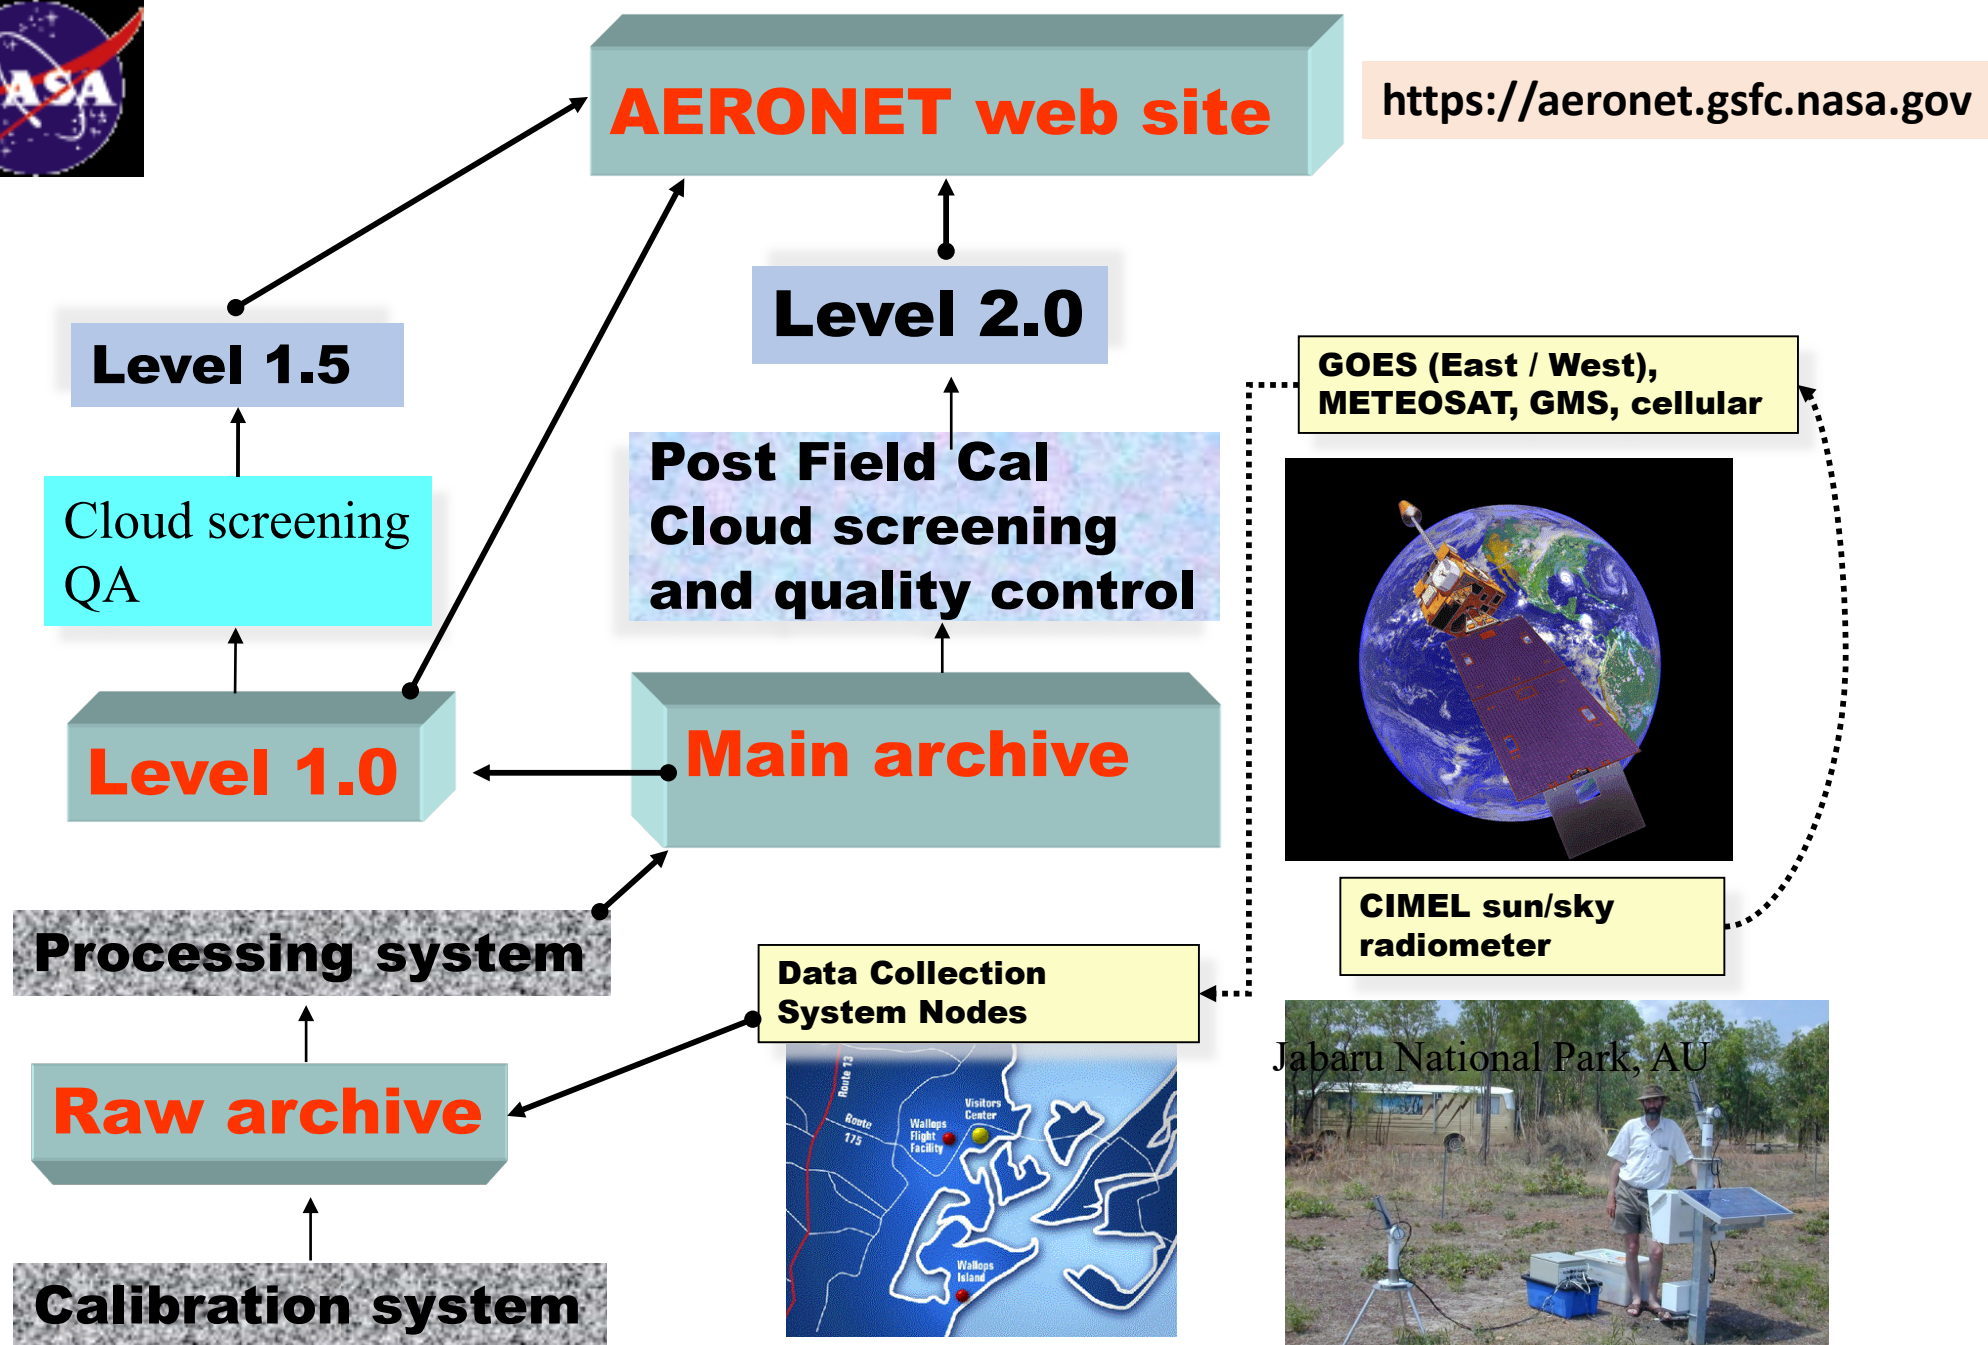 ASA
AERONET web site
https://aeronet.gsfc.nasa.gov
Level 2.0
Level 1.5
GOES (East / West),
METEOSAT, GMS, cellular
Post Field Cal
Cloud screening
and quality control
Cloud screening
QA
Level 1.0
Main archive
CIMEL sun/sky
radiometer
Processing system
Data Collection
System Nodes
Jabaru National Park, AU
Raw archive
Route 13
Route
175
Wallops
Flight
Facility
Visitors
Center
Wallops
Island
Calibration system